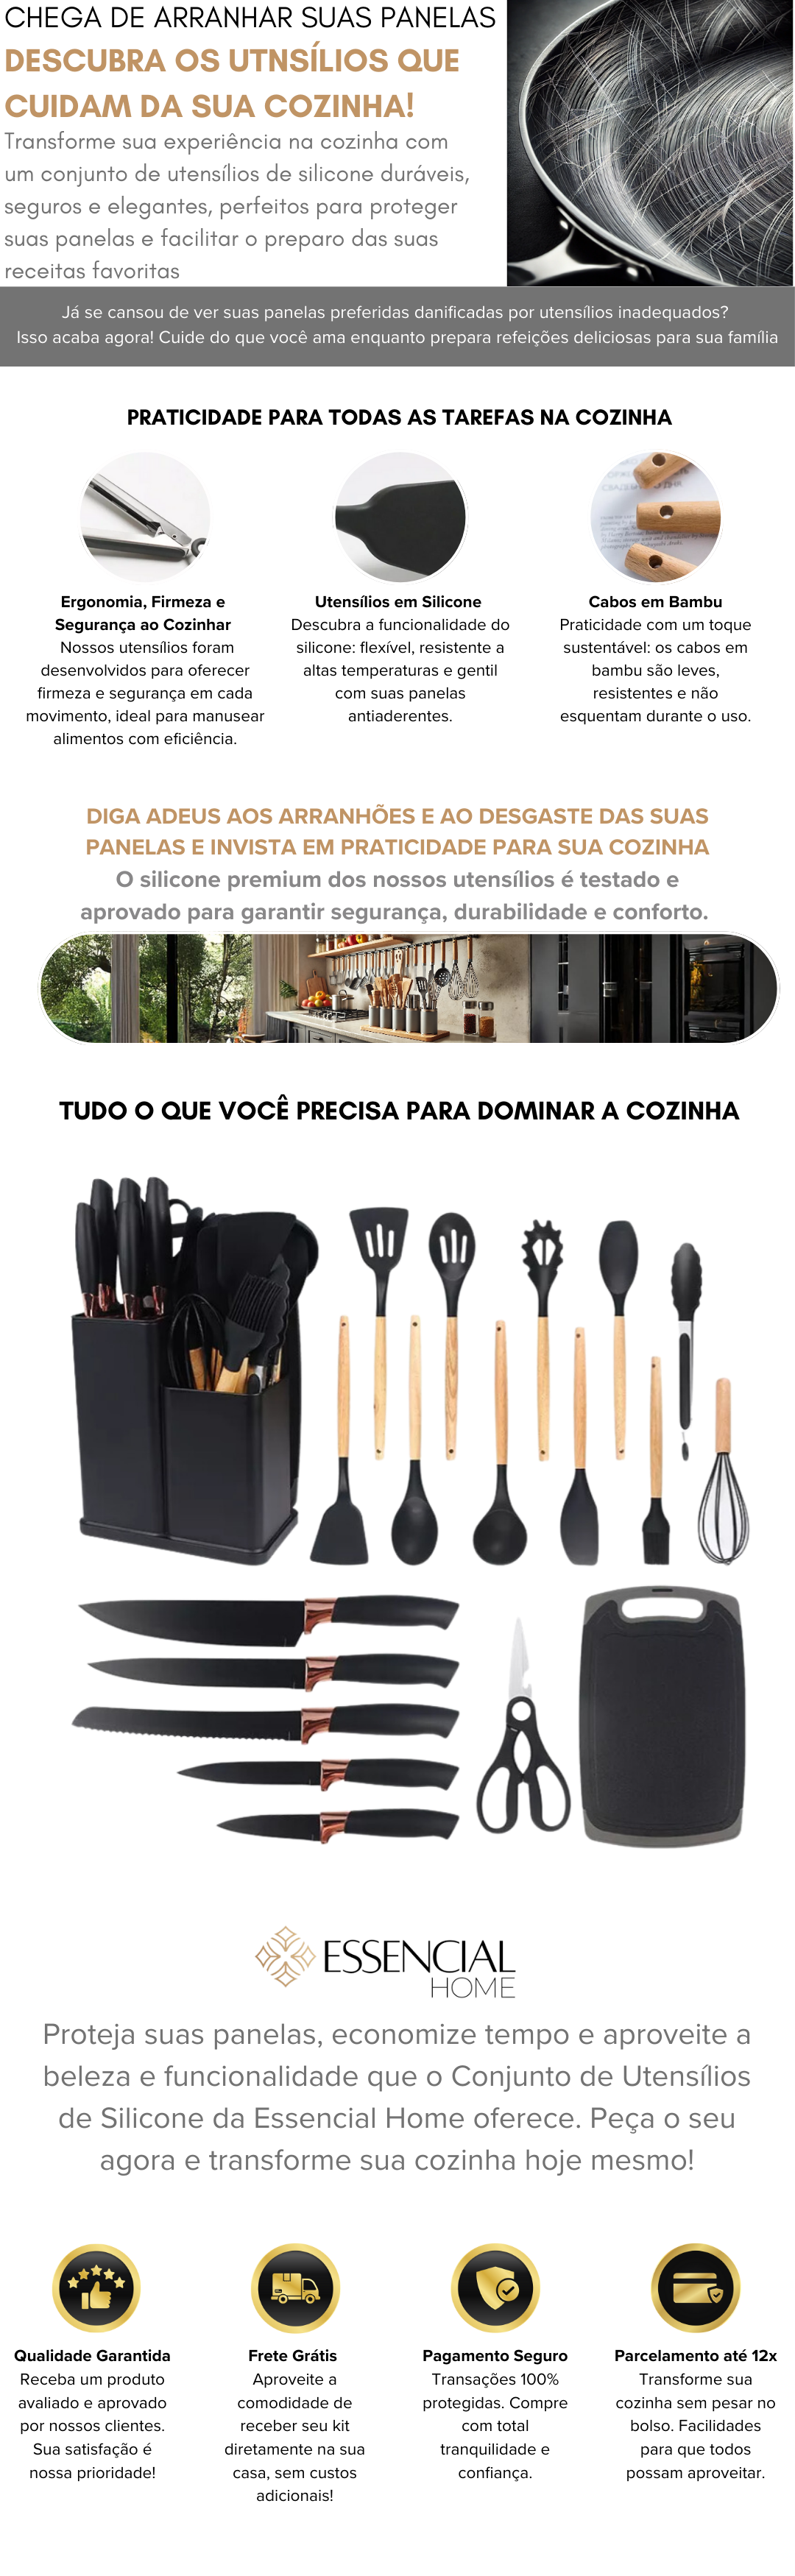 CHEGA DE ARRANHAR SUAS PANELAS
DESCUBRA OS UTNSÍLIOS QUE
CUIDAM DA SUA COZINHA!
Transforme sua experiência na cozinha com
um conjunto de utensílios de silicone duráveis,
seguros e elegantes, perfeitos para proteger
suas panelas e facilitar o preparo das suas
receitas favoritas
Já se cansou de ver suas panelas preferidas danificadas por utensílios inadequados?
Isso acaba agora! Cuide do que você ama enquanto prepara refeições deliciosas para sua família
PRATICIDADE PARA TODAS AS TAREFAS NA COZINHA
Ergonomia, Firmeza e
Segurança ao Cozinhar
Nossos utensílios foram
desenvolvidos para oferecer
firmeza e segurança em cada
movimento, ideal para manusear
alimentos com eficiência.
Utensílios em Silicone
Descubra a funcionalidade do
silicone: flexível, resistente a
altas temperaturas e gentil
com suas panelas
antiaderentes.
Cabos em Bambu
Praticidade com um toque
sustentável: os cabos em
bambu são leves,
resistentes e não
esquentam durante o uso.
DIGA ADEUS AOS ARRANHÕES E AO DESGASTE DAS SUAS
PANELAS E INVISTA EM PRATICIDADE PARA SUA COZINHA
O silicone premium dos nossos utensílios é testado e
aprovado para garantir segurança, durabilidade e conforto.
TUDO O QUE VOCÊ PRECISA PARA DOMINAR A COZINHA
ESSENCIAL
HOME
Proteja suas panelas, economize tempo e aproveite a
beleza e funcionalidade que o Conjunto de Utensílios
de Silicone da Essencial Home oferece. Peça o seu
agora e transforme sua cozinha hoje mesmo!
Qualidade Garantida
Receba um produto
avaliado e aprovado
por nossos clientes.
Sua satisfação é
nossa prioridade!
Frete Grátis
Aproveite a
comodidade de
receber seu kit
diretamente na sua
casa, sem custos
adicionais!
Pagamento Seguro
Transações 100%
protegidas. Compre
com total
tranquilidade e
confiança.
Parcelamento até 12x
Transforme sua
cozinha sem pesar no
bolso. Facilidades
para que todos
possam aproveitar.